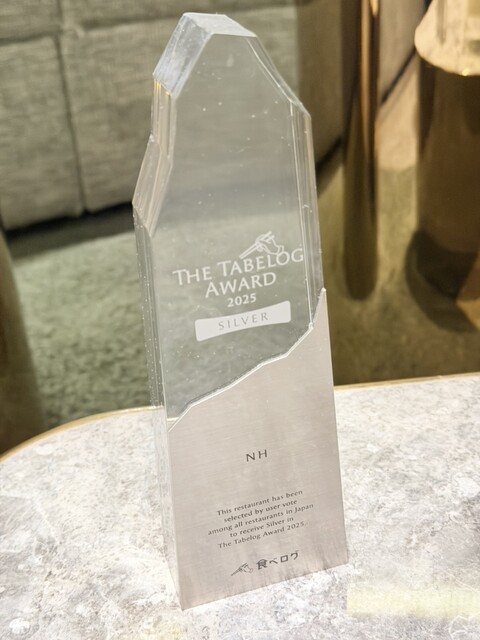 THE TABELOG
AWARD
2025
SILVER
NH
This restaurant has been
selected by user vote
among all restaurants in Japan
to receive Silver in
The Tabelog Award 2025.
食べログ